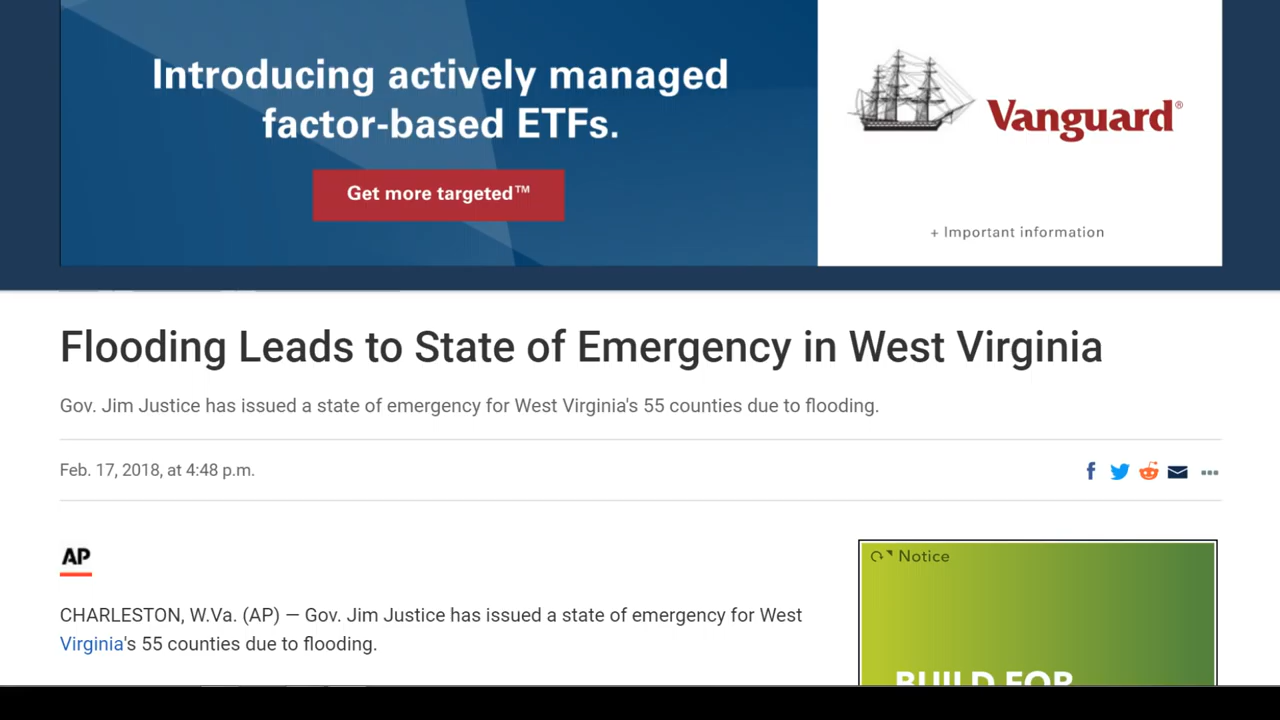 Introducing actively managed
factor-based ETFs.
Get more targeted™
Vanguard®
+ Important information
Flooding Leads to State of Emergency in West Virginia
Gov. Jim Justice has issued a state of emergency for West Virginia's 55 counties due to flooding.
Feb. 17, 2018, at 4:48 p.m.
AP
Notice
CHARLESTON, W.Va. (AP) — Gov. Jim Justice has issued a state of emergency for West
Virginia's 55 counties due to flooding.
BUILD FOR